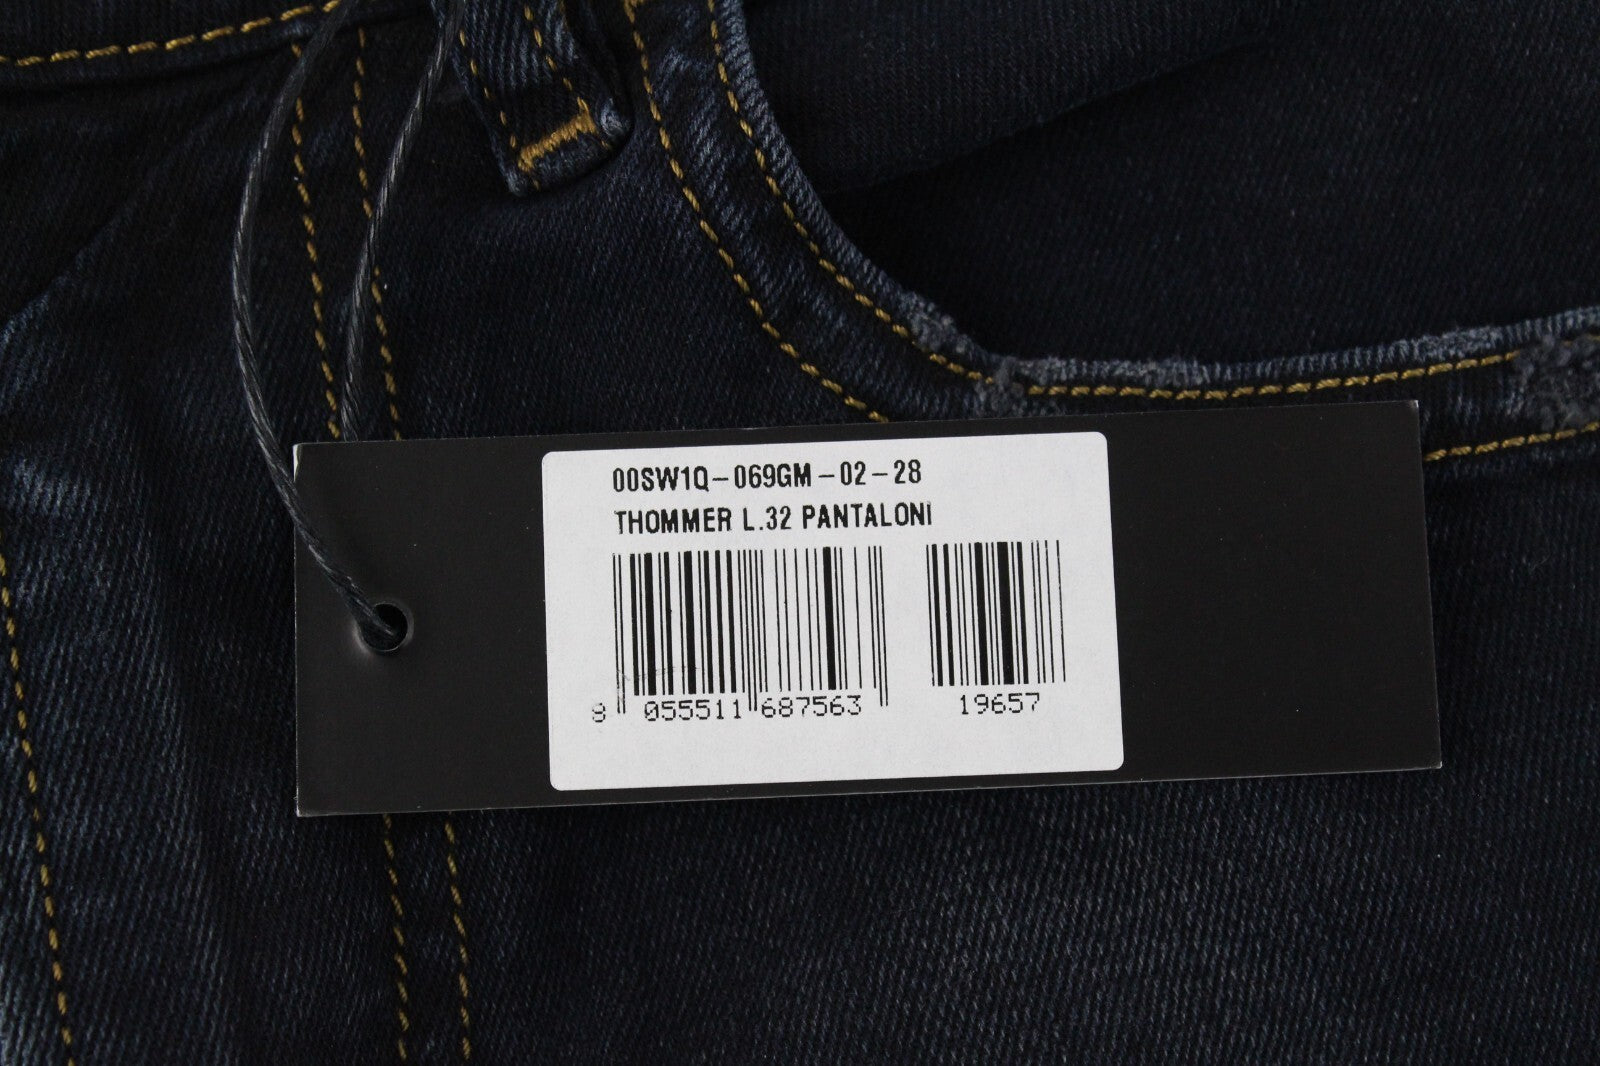 00SW1Q-069GM-02-28
THOMMER L.32 PANTALONI
8 055511 687563 19657